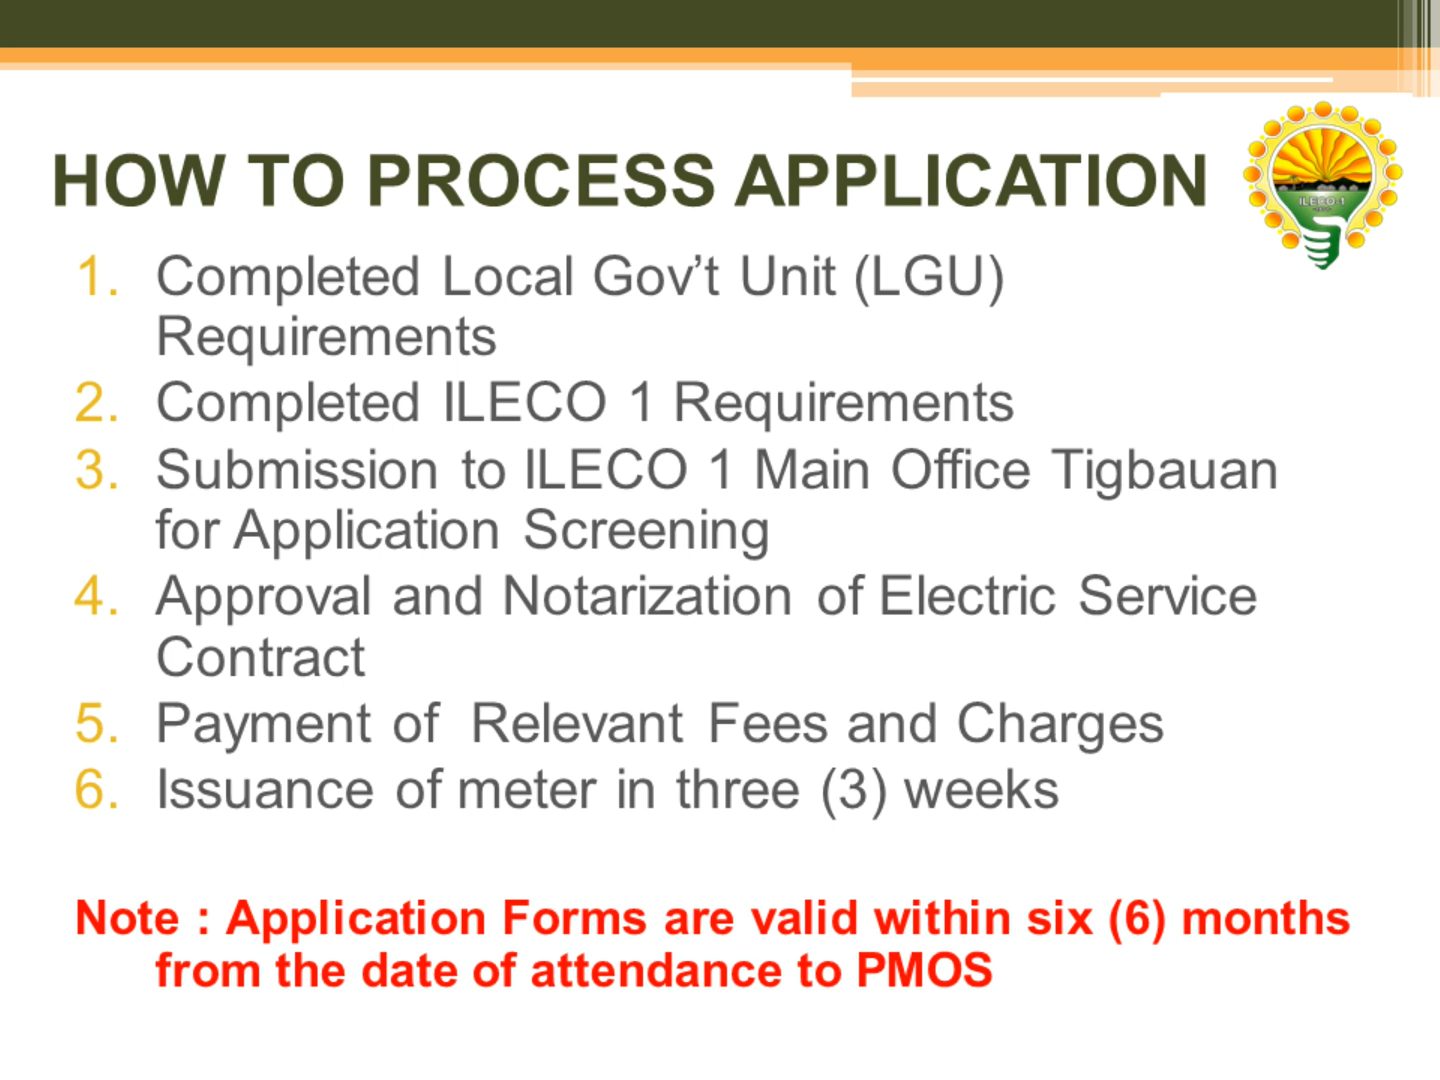 HOW TO PROCESS APPLICATION
ILECO-1
1. Completed Local Gov’t Unit (LGU)
Requirements
2. Completed ILECO 1 Requirements
3. Submission to ILECO 1 Main Office Tigbauan
for Application Screening
4. Approval and Notarization of Electric Service
Contract
5. Payment of Relevant Fees and Charges
6. Issuance of meter in three (3) weeks
Note : Application Forms are valid within six (6) months
from the date of attendance to PMOS